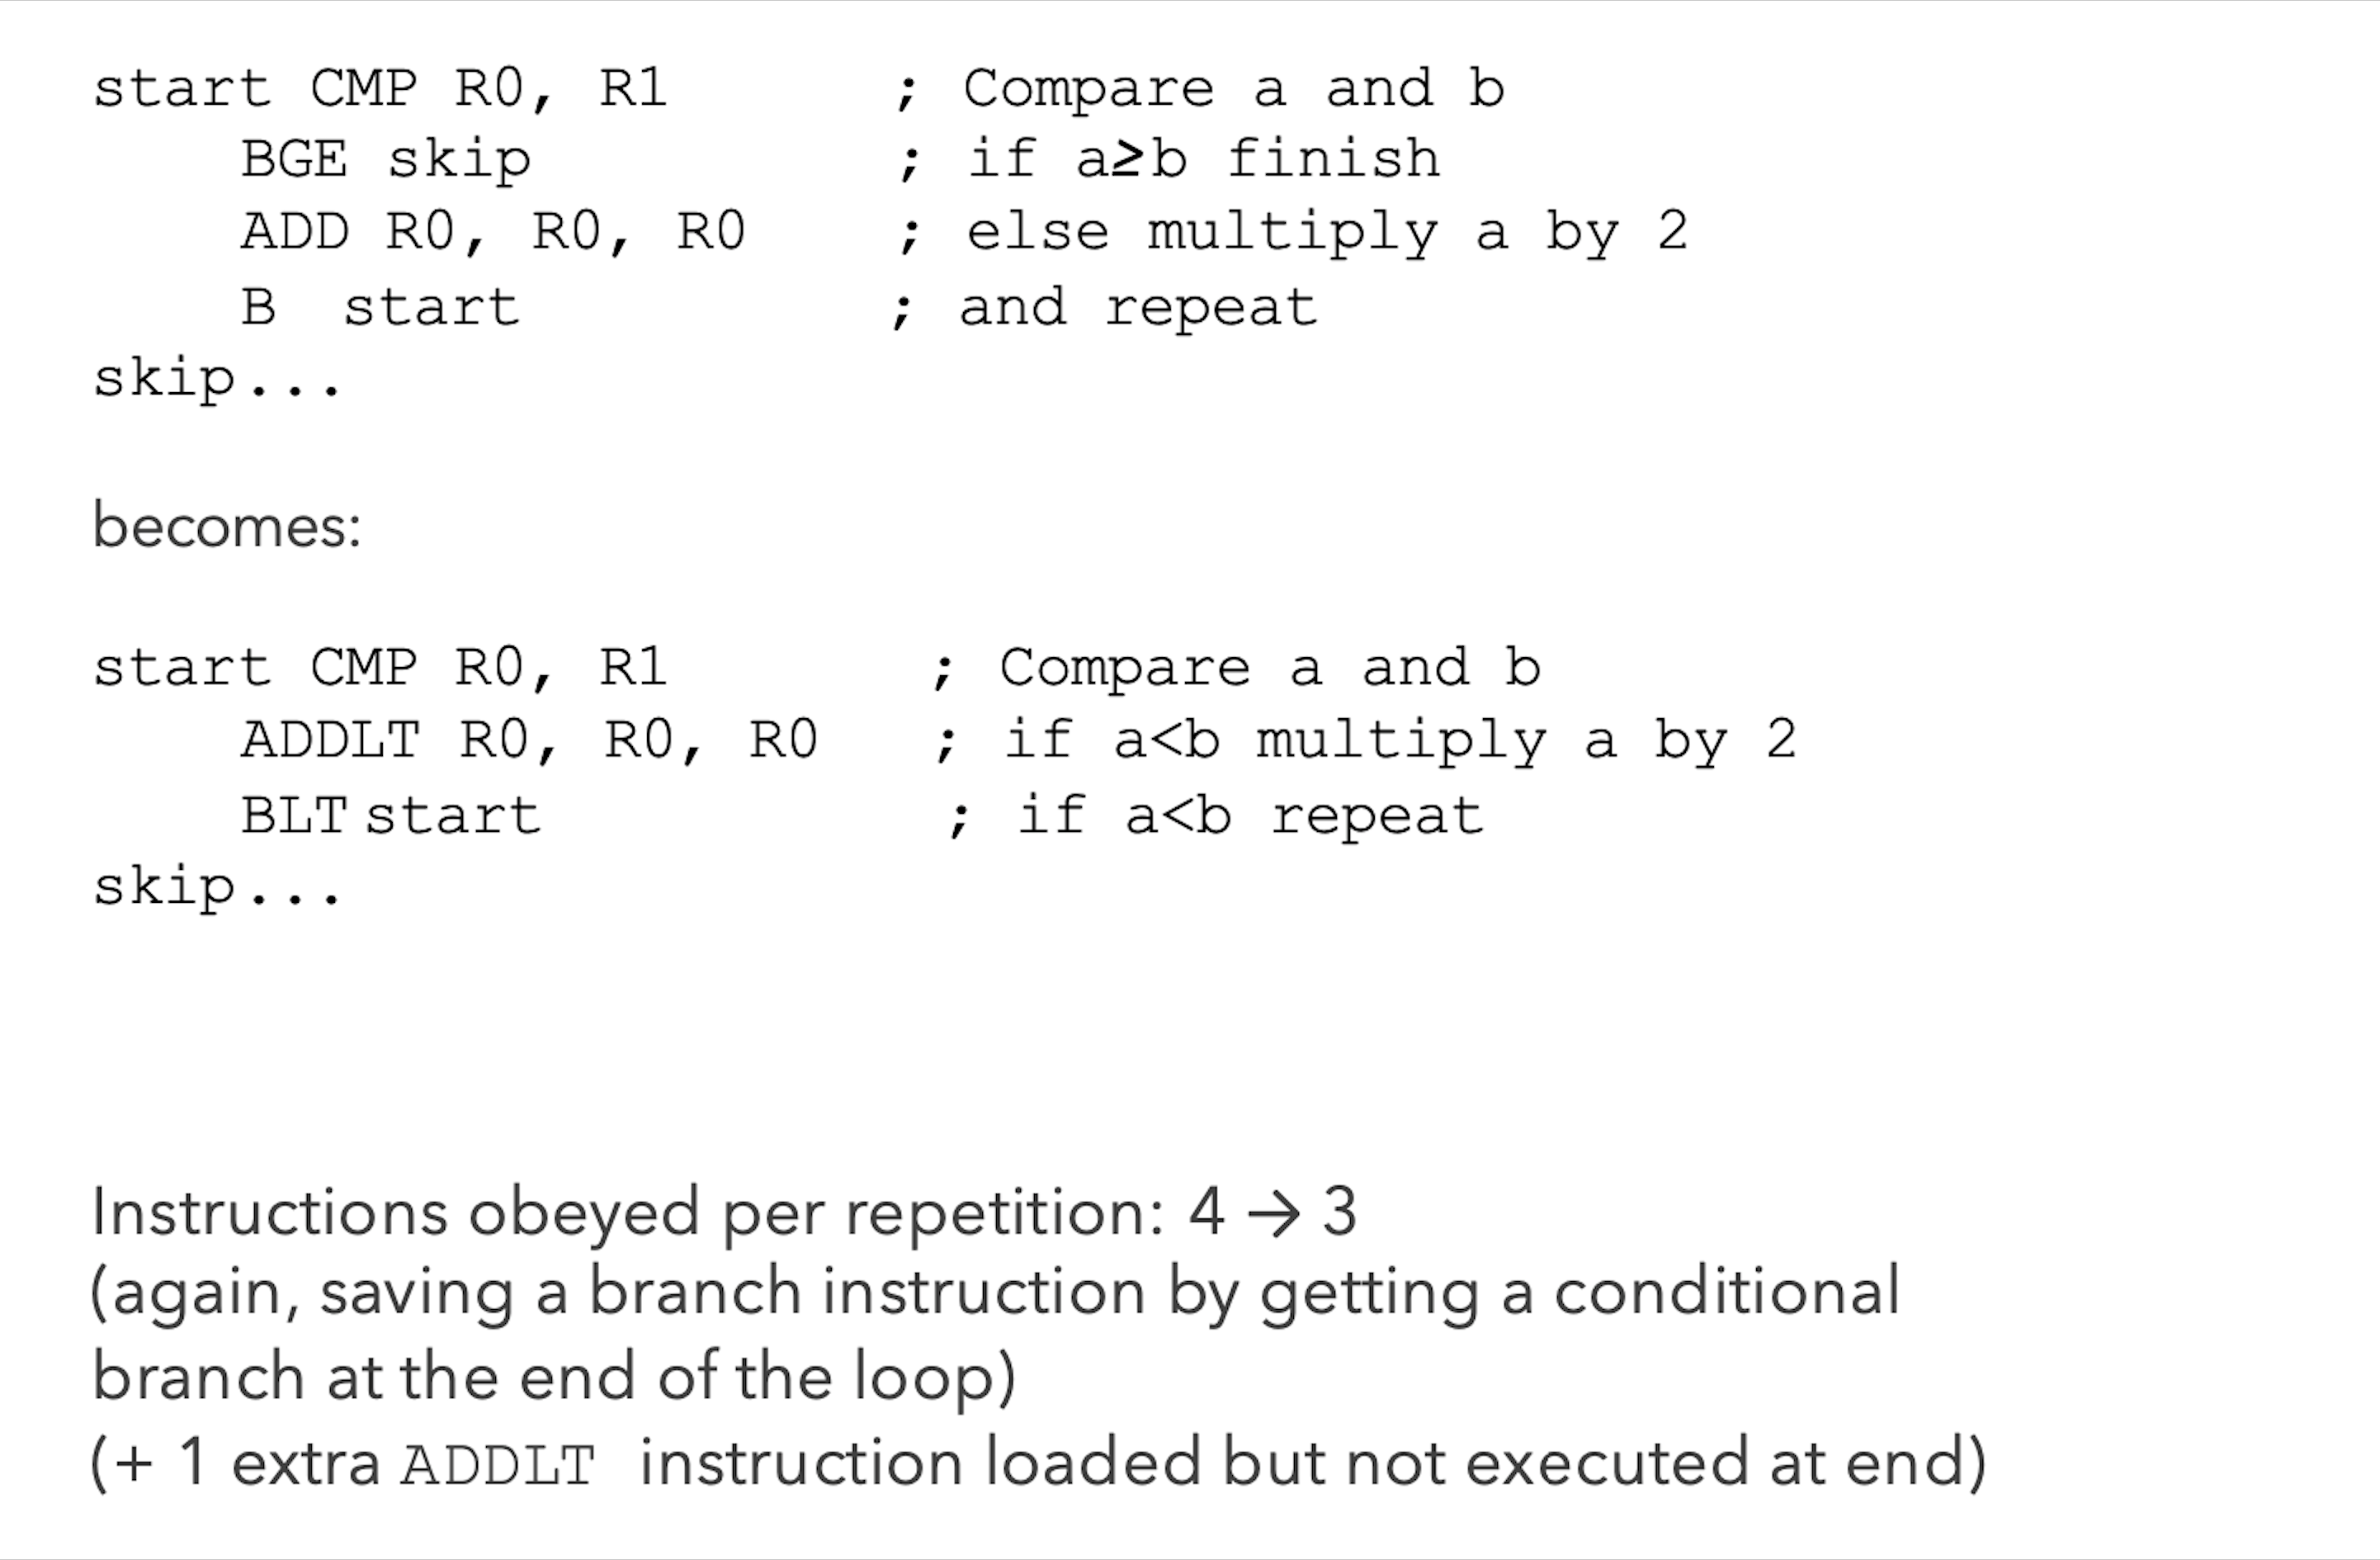 start CMP R0, R1 ; Compare a and b
BGE skip ; if a≥b finish
ADD R0, R0, R0 ; else multiply a by 2
B start ; and repeat
skip...
becomes:
start CMP R0, R1 ; Compare a and b
ADDLT R0, R0, R0 ; if a<b multiply a by 2
BLT start ; if a<b repeat
skip...
Instructions obeyed per repetition: 4 → 3
(again, saving a branch instruction by getting a conditional
branch at the end of the loop)
(+ 1 extra ADDLT instruction loaded but not executed at end)